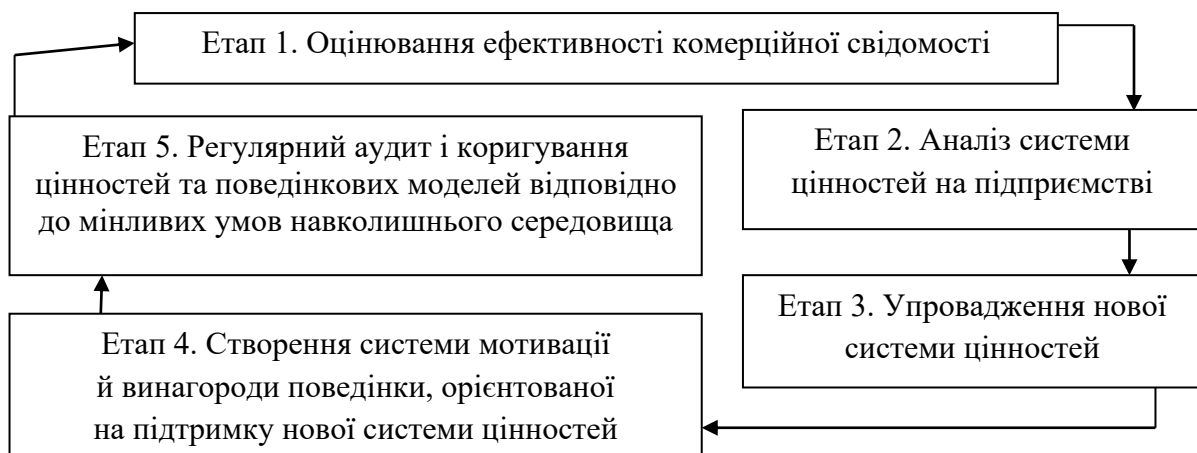 Етап 1. Оцінювання ефективності комерційної свідомості
Етап 2. Аналіз системи
цінностей на підприємстві
Етап 3. Упровадження нової
системи цінностей
Етап 4. Створення системи мотивації
й винагороди поведінки, орієнтованої
на підтримку нової системи цінностей
Етап 5. Регулярний аудит і коригування
цінностей та поведінкових моделей відповідно
до мінливих умов навколишнього середовища